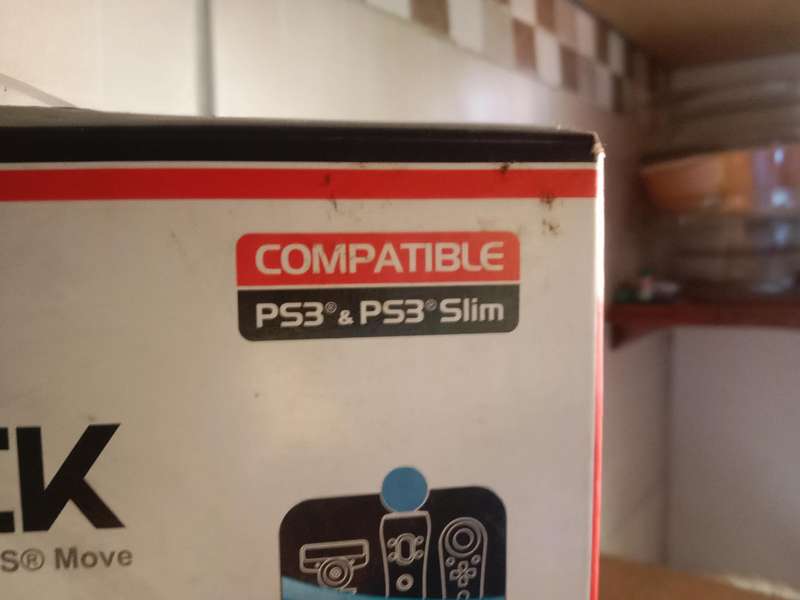 COMPATIBLE
PS3® & PS3® Slim
CK
S® Move